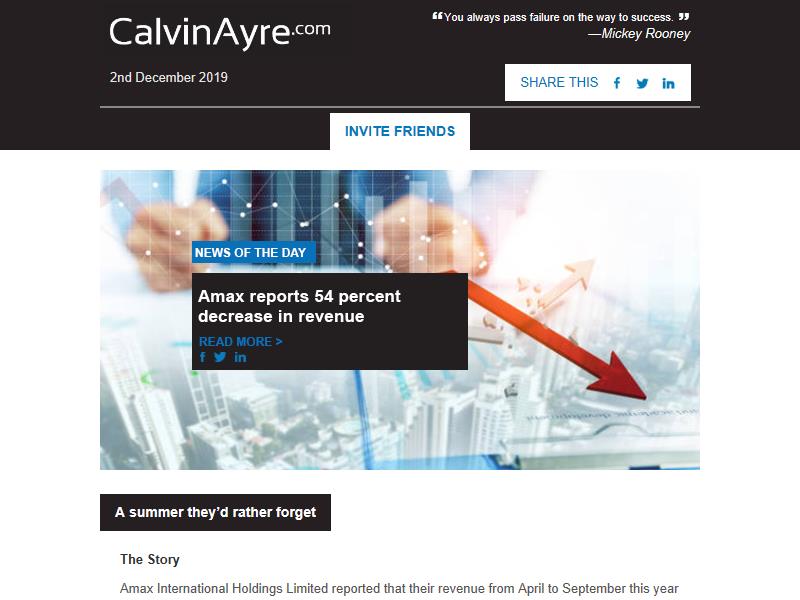 CalvinAyre.com
“You always pass failure on the way to success. ”
—Mickey Rooney
2nd December 2019
SHARE THIS
INVITE FRIENDS
NEWS OF THE DAY
Amax reports 54 percent
decrease in revenue
READ MORE >
A summer they’d rather forget
The Story
Amax International Holdings Limited reported that their revenue from April to September this year